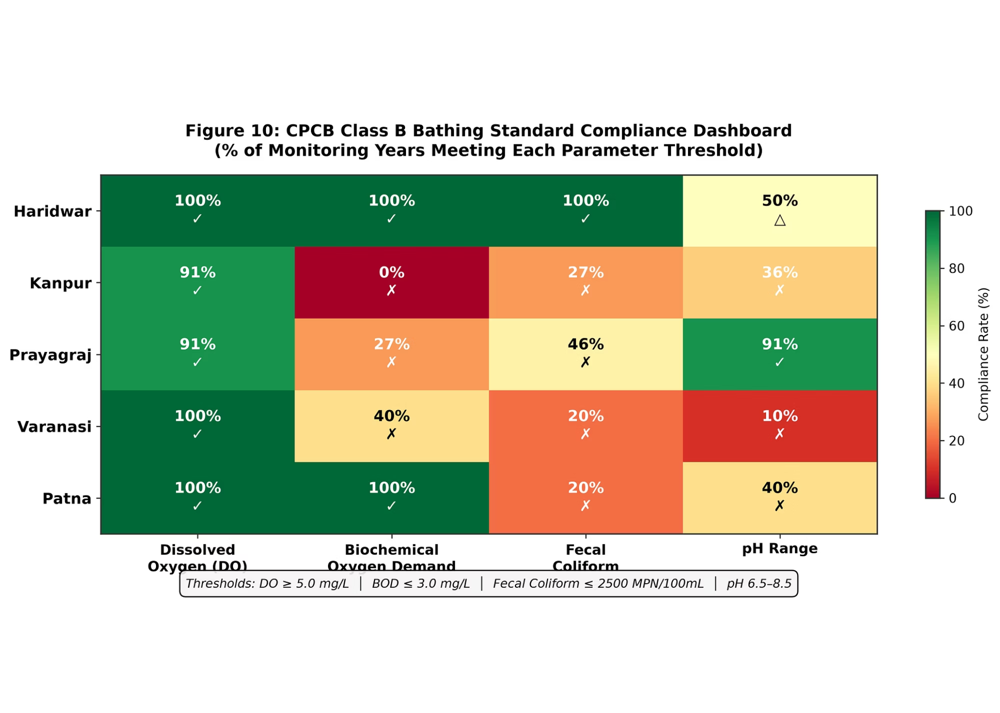 Figure 10: CPCB Class B Bathing Standard Compliance Dashboard
(% of Monitoring Years Meeting Each Parameter Threshold)
Haridwar 100% 100% 100% 50%
✓ ✓ ✓ △
Kanpur 91% 0% 27% 36%
✓ ✗ ✗ ✗
Prayagraj 91% 27% 46% 91%
✓ ✗ ✗ ✓
Varanasi 100% 40% 20% 10%
✓ ✗ ✗ ✗
Patna 100% 100% 20% 40%
✓ ✓ ✗ ✗
Dissolved Biochemical Fecal pH Range
Oxygen (DO) Oxygen Demand Coliform
Thresholds: DO ≥ 5.0 mg/L │ BOD ≤ 3.0 mg/L │ Fecal Coliform ≤ 2500 MPN/100mL │ pH 6.5–8.5
100
80
60
40
20
0
Compliance Rate (%)